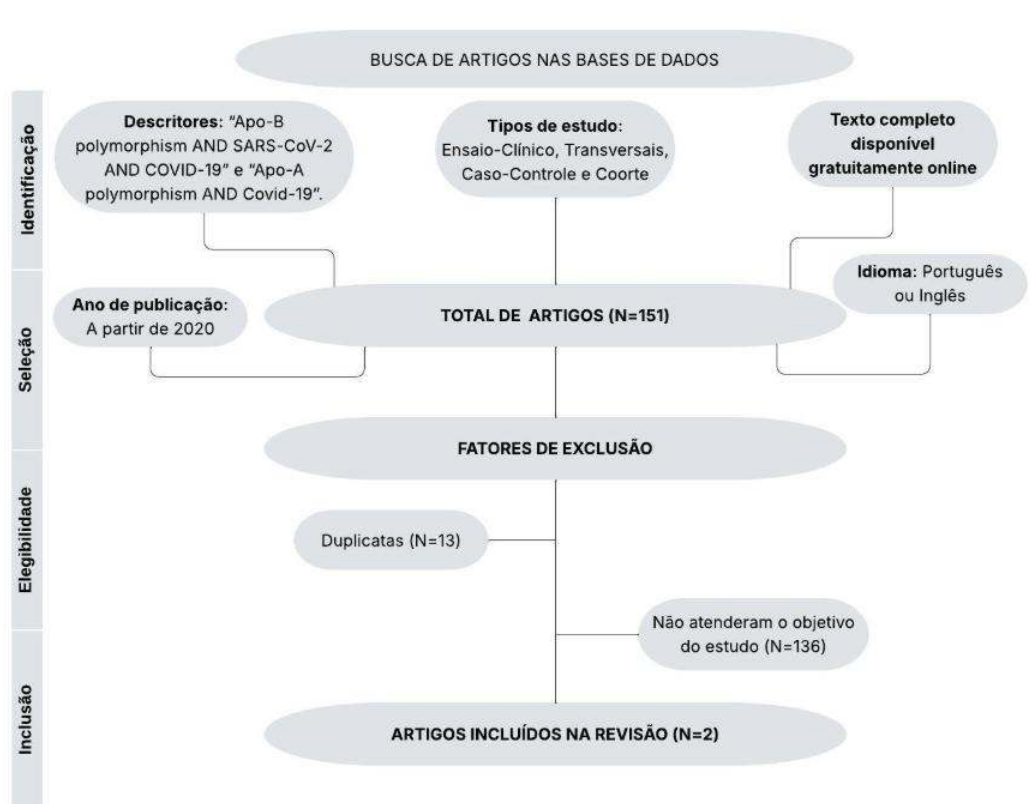 BUSCA DE ARTIGOS NAS BASES DE DADOS
Identificação
Descritores: “Apo-B
polymorphism AND SARS-CoV-2
AND COVID-19” e “Apo-A
polymorphism AND Covid-19”.
Tipos de estudo:
Ensaio-Clínico, Transversais,
Caso-Controle e Coorte
Texto completo
disponível
gratuitamente online
Seleção
Ano de publicação:
A partir de 2020
TOTAL DE ARTIGOS (N=151)
Idioma: Português
ou Inglês
FATORES DE EXCLUSÃO
Elegibilidade
Duplicatas (N=13)
Não atenderam o objetivo
do estudo (N=136)
Inclusão
ARTIGOS INCLUÍDOS NA REVISÃO (N=2)